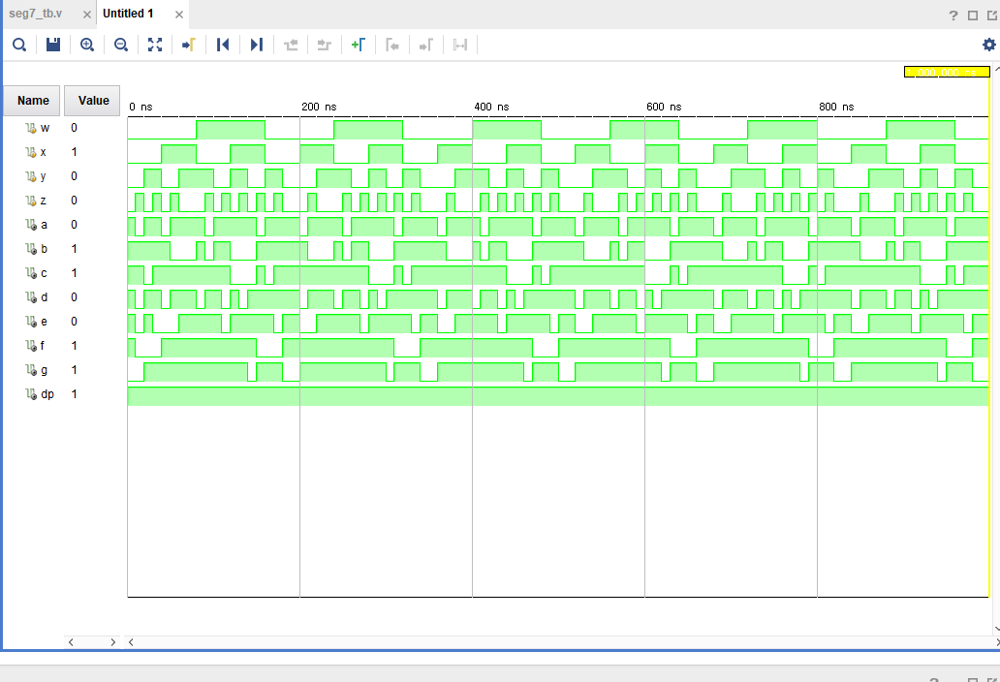 seg7_tb.v
Untitled 1
1,000,000 ns
Name Value
0 ns 200 ns 400 ns 600 ns 800 ns
w 0
x 1
y 0
z 0
a 0
b 1
c 1
d 0
e 0
f 1
g 1
dp 1